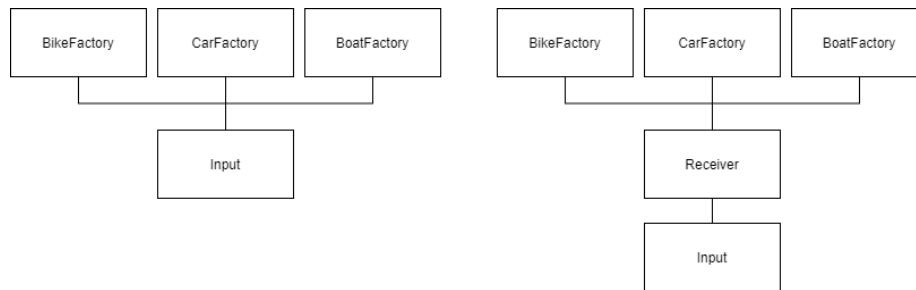 BikeFactory
CarFactory
BoatFactory
Input
BikeFactory
CarFactory
BoatFactory
Receiver
Input